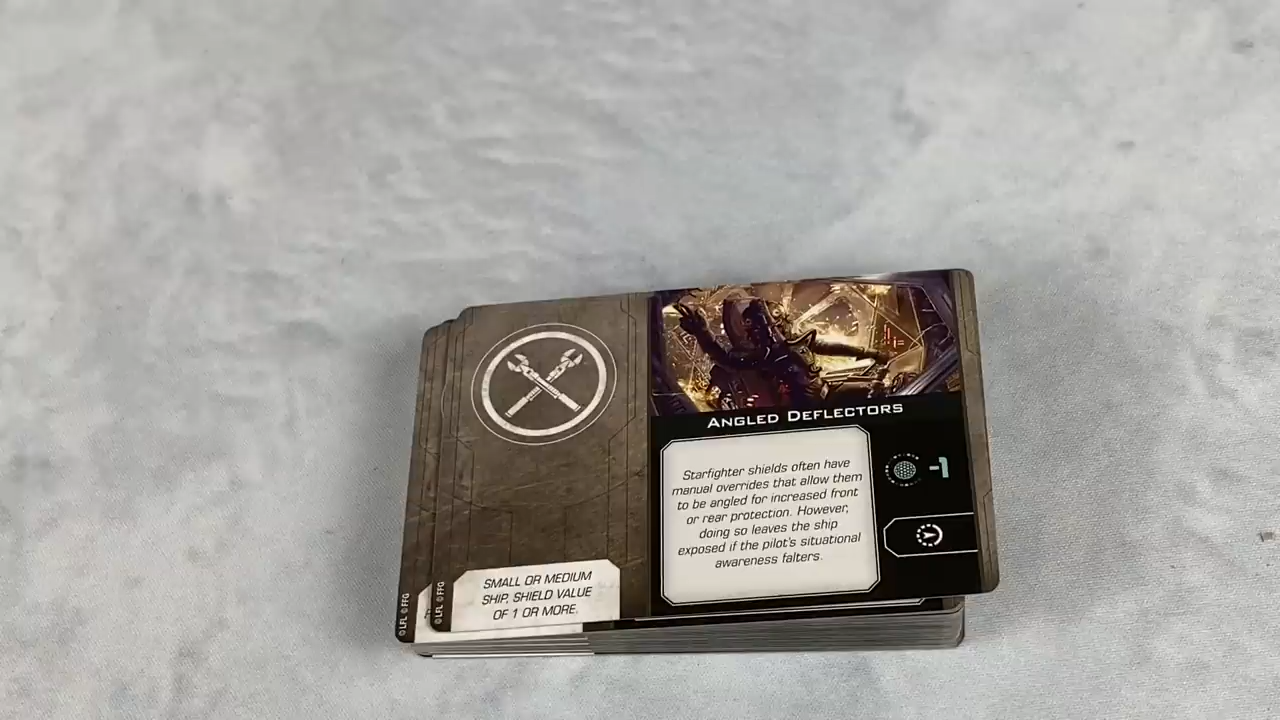 ANGLED DEFLECTORS
Starfighter shields often have
manual overrides that allow them
to be angled for increased front
or rear protection. However,
doing so leaves the ship
exposed if the pilot's situational
awareness falters.
-1
SMALL OR MEDIUM
SHIP, SHIELD VALUE
OF 1 OR MORE.
©LFL ©FFG
©LFL ©FFG